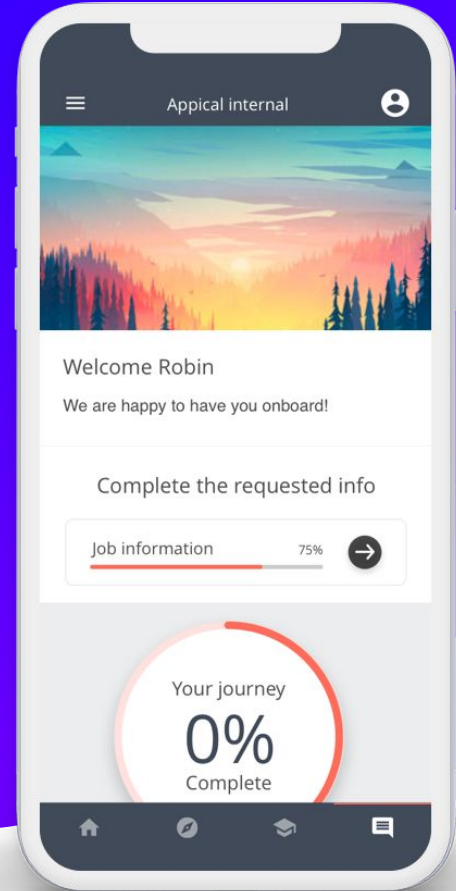 Appical internal
Welcome Robin
We are happy to have you onboard!
Complete the requested info
Job information 75%
Your journey
0%
Complete